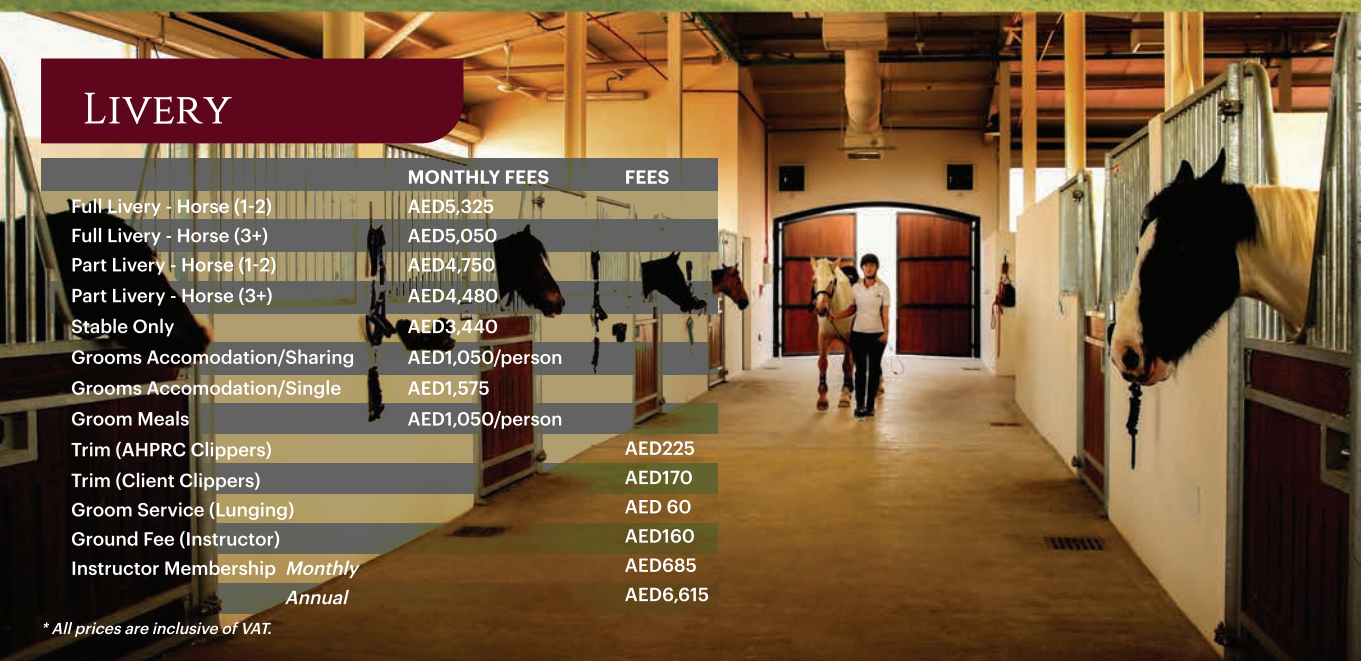 LIVERY
MONTHLY FEES FEES
Full Livery - Horse (1-2) AED5,325
Full Livery - Horse (3+) AED5,050
Part Livery - Horse (1-2) AED4,750
Part Livery - Horse (3+) AED4,480
Stable Only AED3,440
Grooms Accomodation/Sharing AED1,050/person
Grooms Accomodation/Single AED1,575
Groom Meals AED1,050/person
Trim (AHPRC Clippers) AED225
Trim (Client Clippers) AED170
Groom Service (Lunging) AED 60
Ground Fee (Instructor) AED160
Instructor Membership Monthly AED685
Annual AED6,615
* All prices are inclusive of VAT.